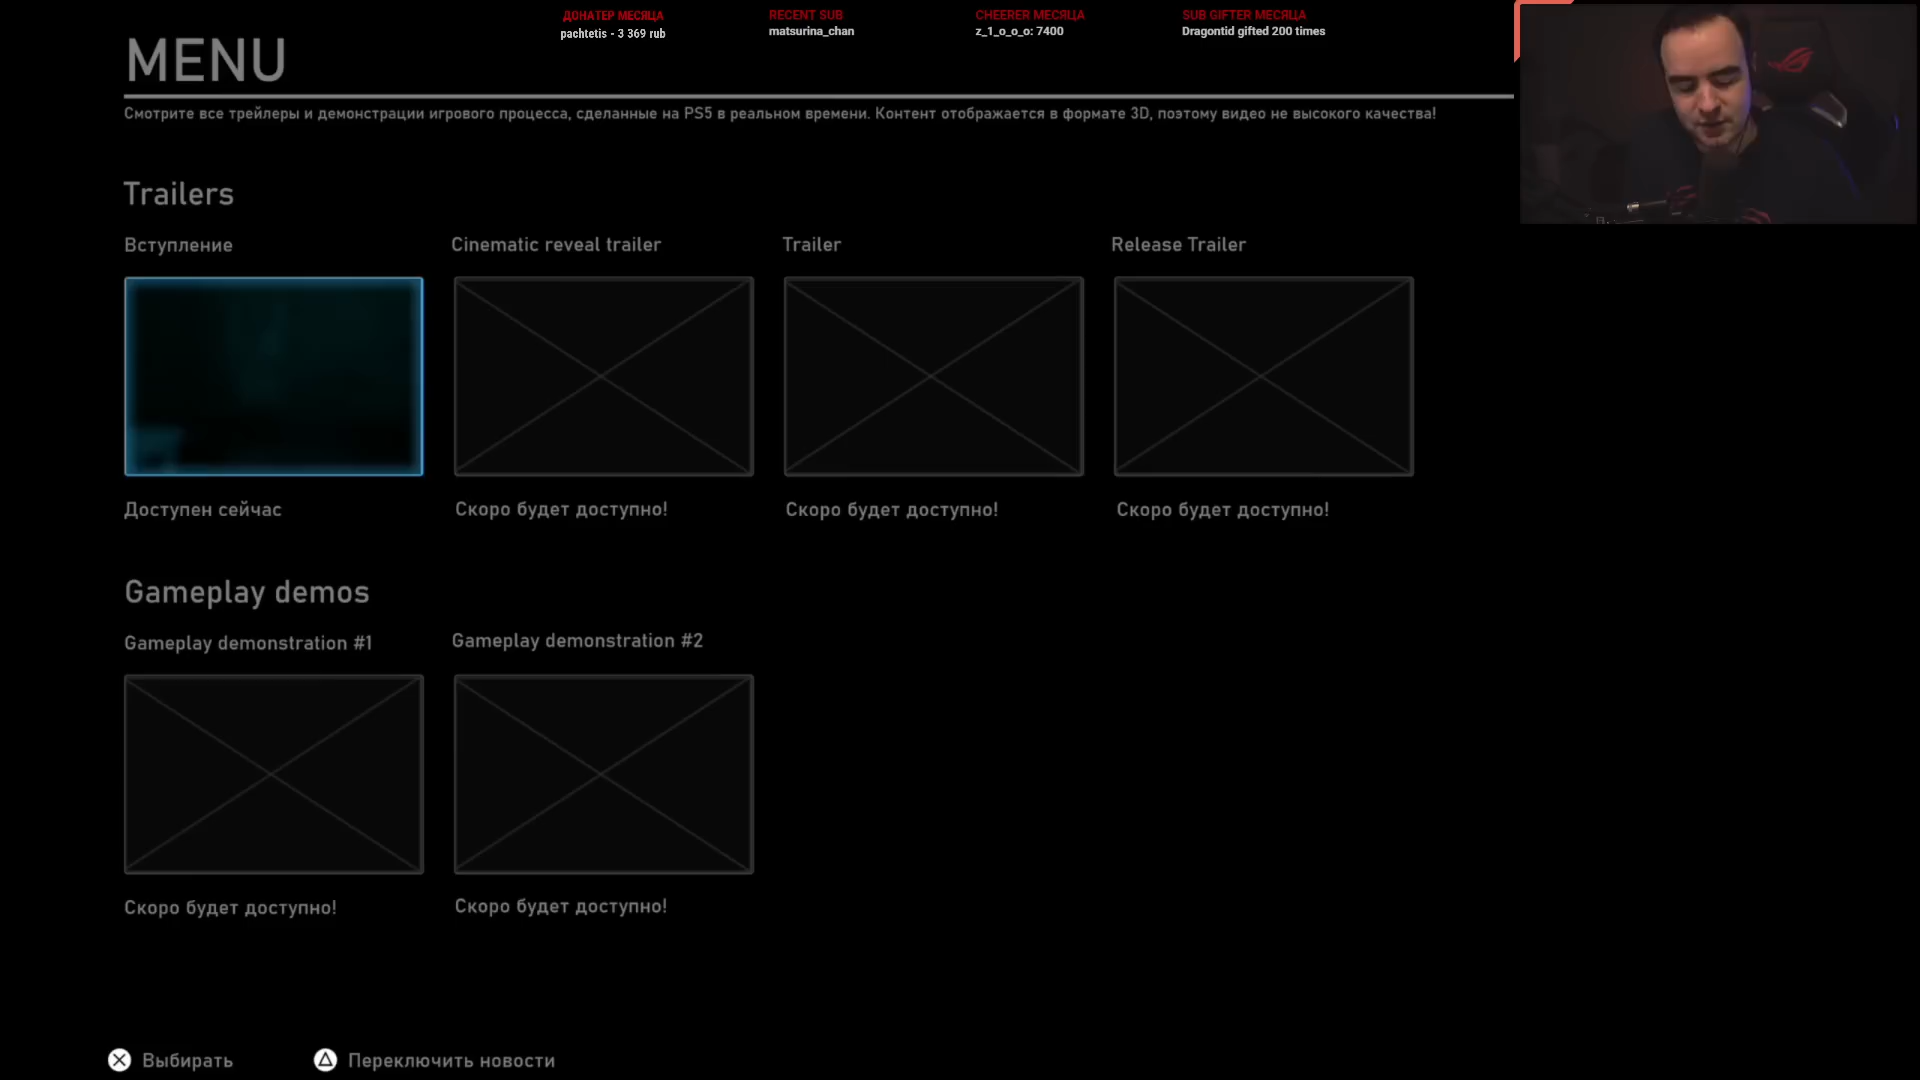 ДОНАТЕР МЕСЯЦА
pachtetis - 3 369 rub
RECENT SUB
matsurina_chan
CHEERER МЕСЯЦА
z_1_o_o_o: 7400
SUB GIFTER МЕСЯЦА
Dragontid gifted 200 times
MENU
Смотрите все трейлеры и демонстрации игрового процесса, сделанные на PS5 в реальном времени. Контент отображается в формате 3D, поэтому видео не высокого качества!
Trailers
Вступление
Cinematic reveal trailer
Trailer
Release Trailer
Доступен сейчас
Скоро будет доступно!
Скоро будет доступно!
Скоро будет доступно!
Gameplay demos
Gameplay demonstration #1
Gameplay demonstration #2
Скоро будет доступно!
Скоро будет доступно!
Выбирать
Переключить новости